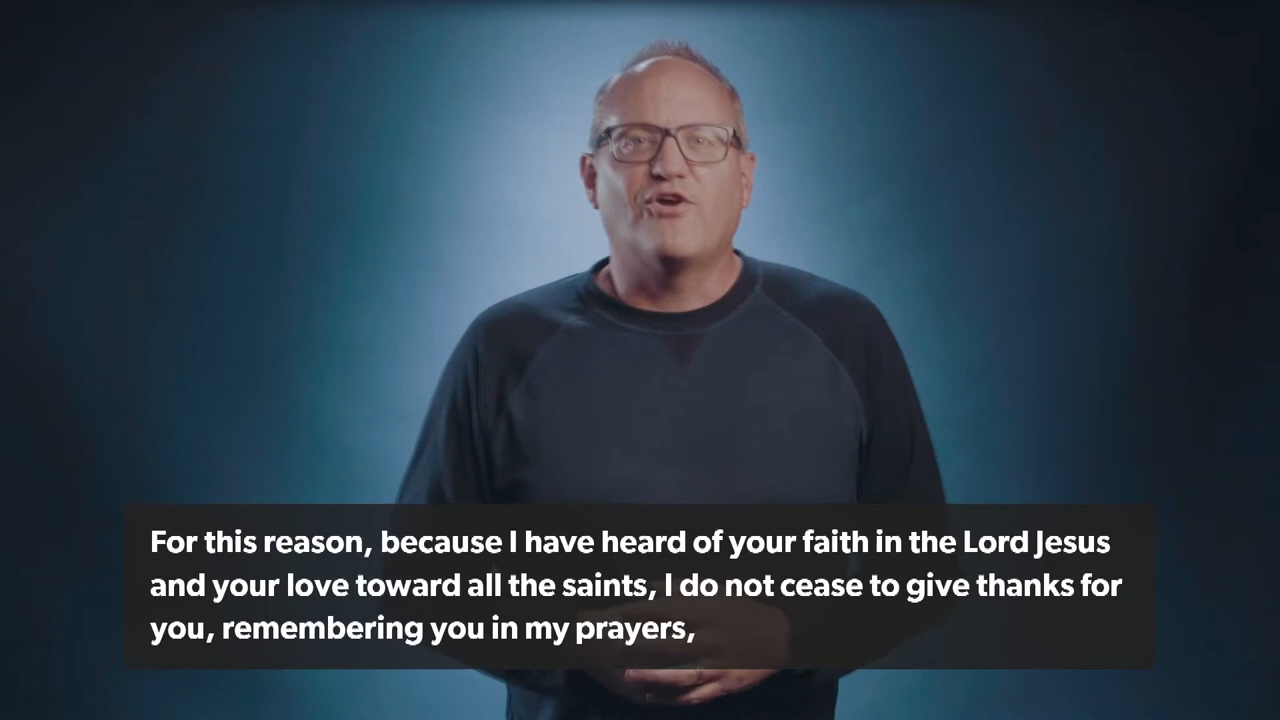 For this reason, because I have heard of your faith in the Lord Jesus
and your love toward all the saints, I do not cease to give thanks for
you, remembering you in my prayers,